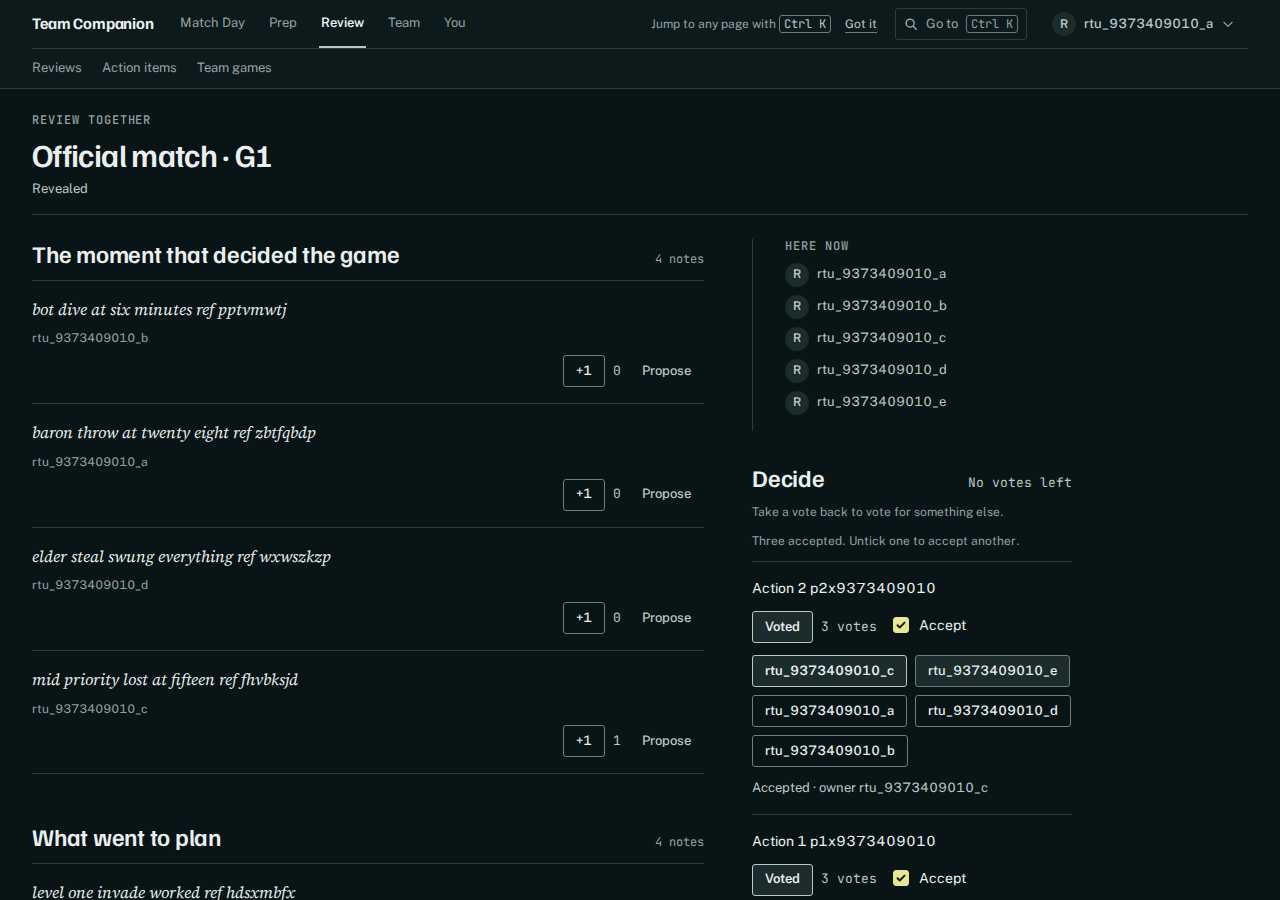 Team Companion Match Day Prep Review Team You Jump to any page with Ctrl K Got it Go to Ctrl K R rtu_9373409010_a
Reviews Action items Team games
REVIEW TOGETHER
Official match · G1
Revealed
The moment that decided the game 4 notes
bot dive at six minutes ref pptvmwtj
rtu_9373409010_b
+1 0 Propose
baron throw at twenty eight ref zbtfqbdp
rtu_9373409010_a
+1 0 Propose
elder steal swung everything ref wxwszkzp
rtu_9373409010_d
+1 0 Propose
mid priority lost at fifteen ref fhvbksjd
rtu_9373409010_c
+1 1 Propose
What went to plan 4 notes
level one invade worked ref hdsxmbfx
HERE NOW
R rtu_9373409010_a
R rtu_9373409010_b
R rtu_9373409010_c
R rtu_9373409010_d
R rtu_9373409010_e
Decide No votes left
Take a vote back to vote for something else.
Three accepted. Untick one to accept another.
Action 2 p2x9373409010
Voted 3 votes Accept
rtu_9373409010_c rtu_9373409010_e
rtu_9373409010_a rtu_9373409010_d
rtu_9373409010_b
Accepted · owner rtu_9373409010_c
Action 1 p1x9373409010
Voted 3 votes Accept